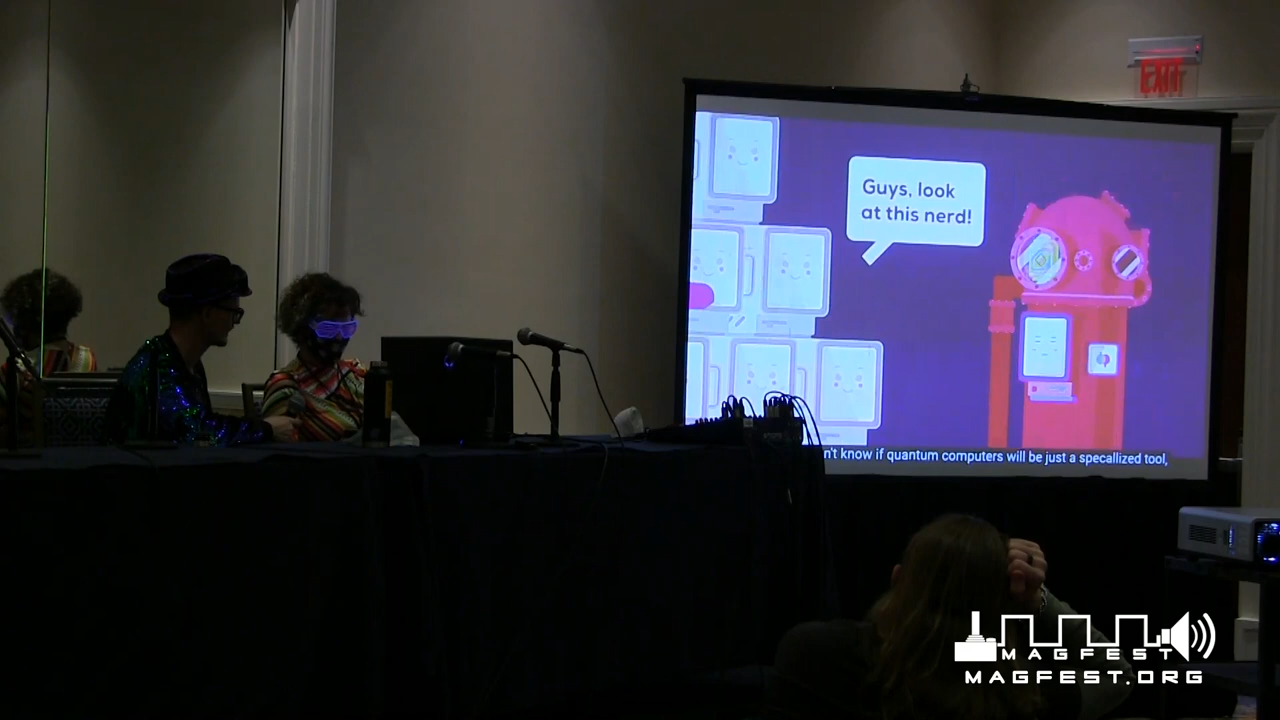 EXIT
Guys, look
at this nerd!
n't know if quantum computers will be just a specallized tool,
MAGFEST
MAGFEST.ORG